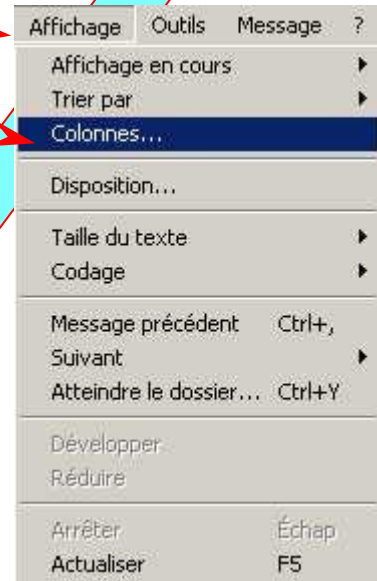 Affichage Outils Message ?
Affichage en cours
Trier par
Colonnes...
Disposition...
Taille du texte
Codage
Message précédent Ctrl+,
Suivant
Atteindre le dossier... Ctrl+Y
Développer
Réduire
Arrêter Échap
Actualiser F5